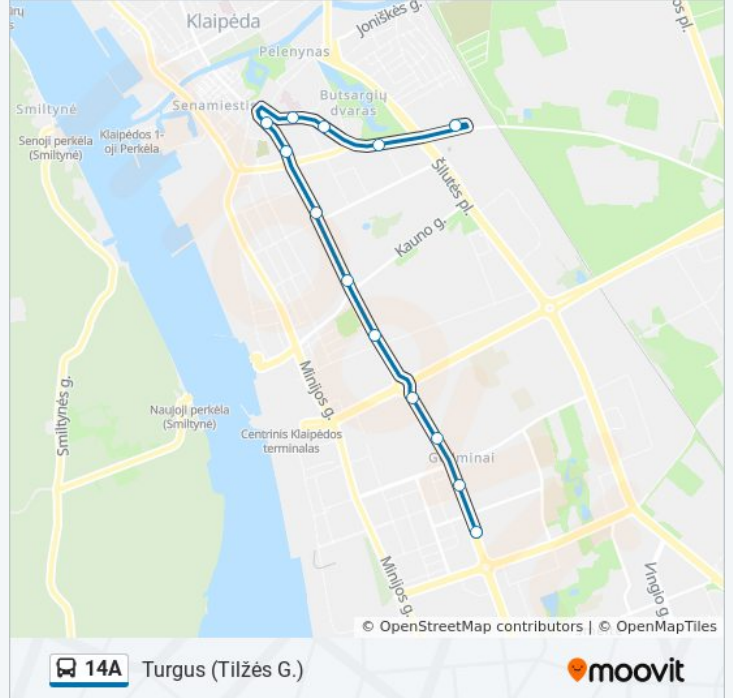 Klaipėda
Joniškės g.
Pelenynas
Smiltynė
Senamiestis
Butsargių
dvaras
Senoji perkėla
(Smiltynė)
Klaipėdos 1-
oji Perkėla
Šilutės pl.
Kauno g.
Minijos g.
Smiltynės g.
Naujoji perkėla
(Smiltynė)
Centrinis Klaipėdos
terminalas
Minijos g.
Vingio g
© OpenStreetMap contributors | © OpenMapTiles
14A Turgus (Tilžės G.)
moovit